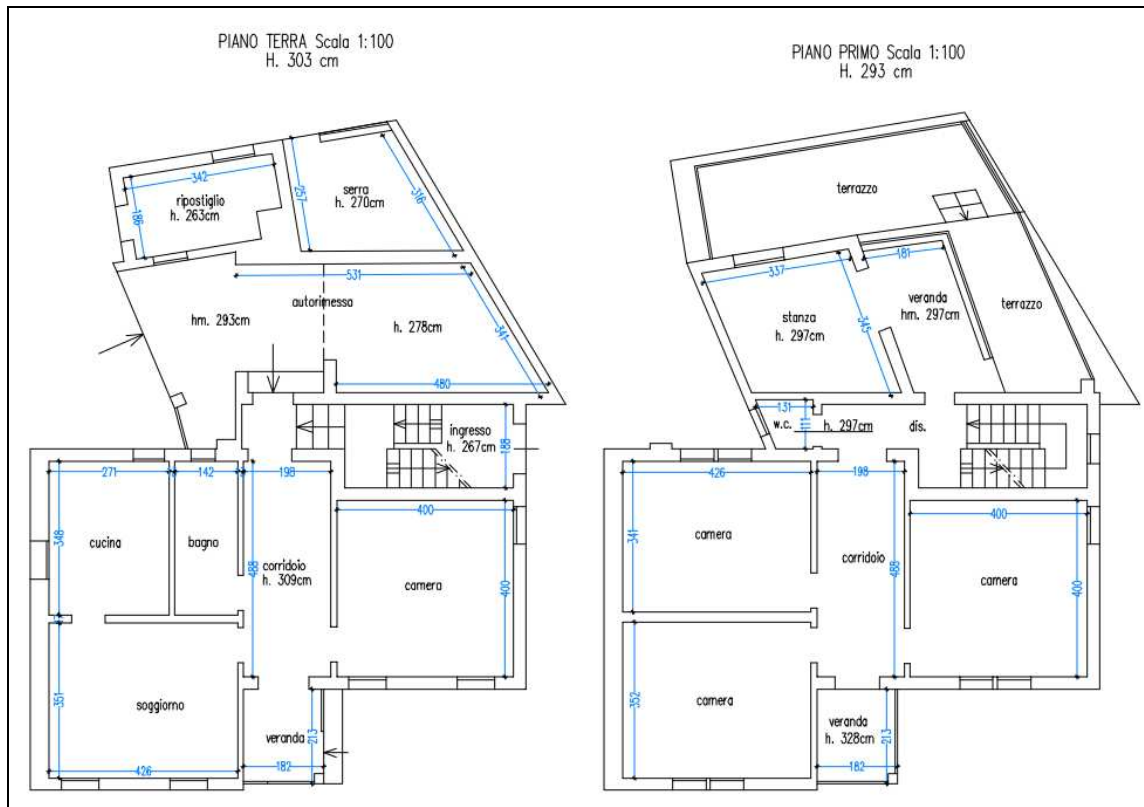 PIANO TERRA Scala 1:100
H. 303 cm
342
ripostiglio
h. 263cm
186
257
serra
h. 270cm
316
531
autorimessa
hm. 293cm
h. 278cm
341
480
ingresso
h. 267cm
188
271
142
198
348
cucina
bagno
488
corridoio
h. 309cm
400
camera
400
351
soggiorno
426
veranda
213
182
PIANO PRIMO Scala 1:100
H. 293 cm
terrazzo
337
181
stanza
h. 297cm
345
veranda
hm. 297cm
terrazzo
131
w.c.
111
h. 297cm
dis.
426
198
341
camera
corridoio
488
400
camera
400
352
camera
veranda
h. 328cm
213
182